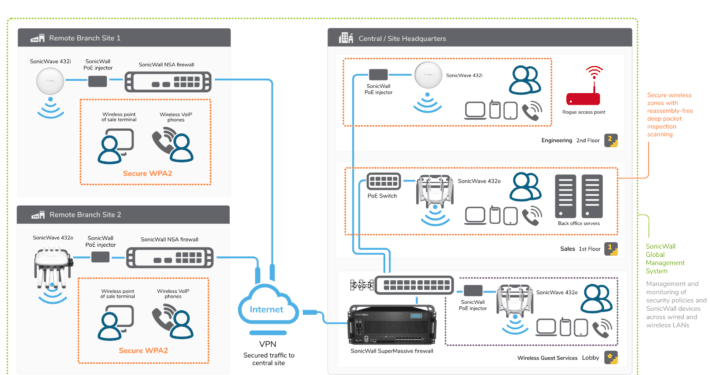 Remote Branch Site 1
SonicWave 432i
SonicWall
PoE injector
SonicWall NSA firewall
Wireless point
of sale terminal
Wireless VoIP
phones
Secure WPA2
Remote Branch Site 2
SonicWave 432o
SonicWall
PoE injector
SonicWall NSA firewall
Wireless point
of sale terminal
Wireless VoIP
phones
Secure WPA2
Internet
VPN
Secured traffic to
central site
Central / Site Headquarters
SonicWall
PoE injector
SonicWave 432i
Rogue access point
Engineering 2nd Floor 2
PoE Switch
SonicWave 432e
Back office servers
Sales 1st Floor 1
SonicWall SuperMassive firewall
SonicWall
PoE injector
SonicWave 432e
Wireless Guest Services Lobby
Secure wireless
zones with
reassembly-free
deep packet
inspection
scanning
SonicWall
Global
Management
System
Management and
monitoring of
security policies and
SonicWall devices
across wired and
wireless LANs